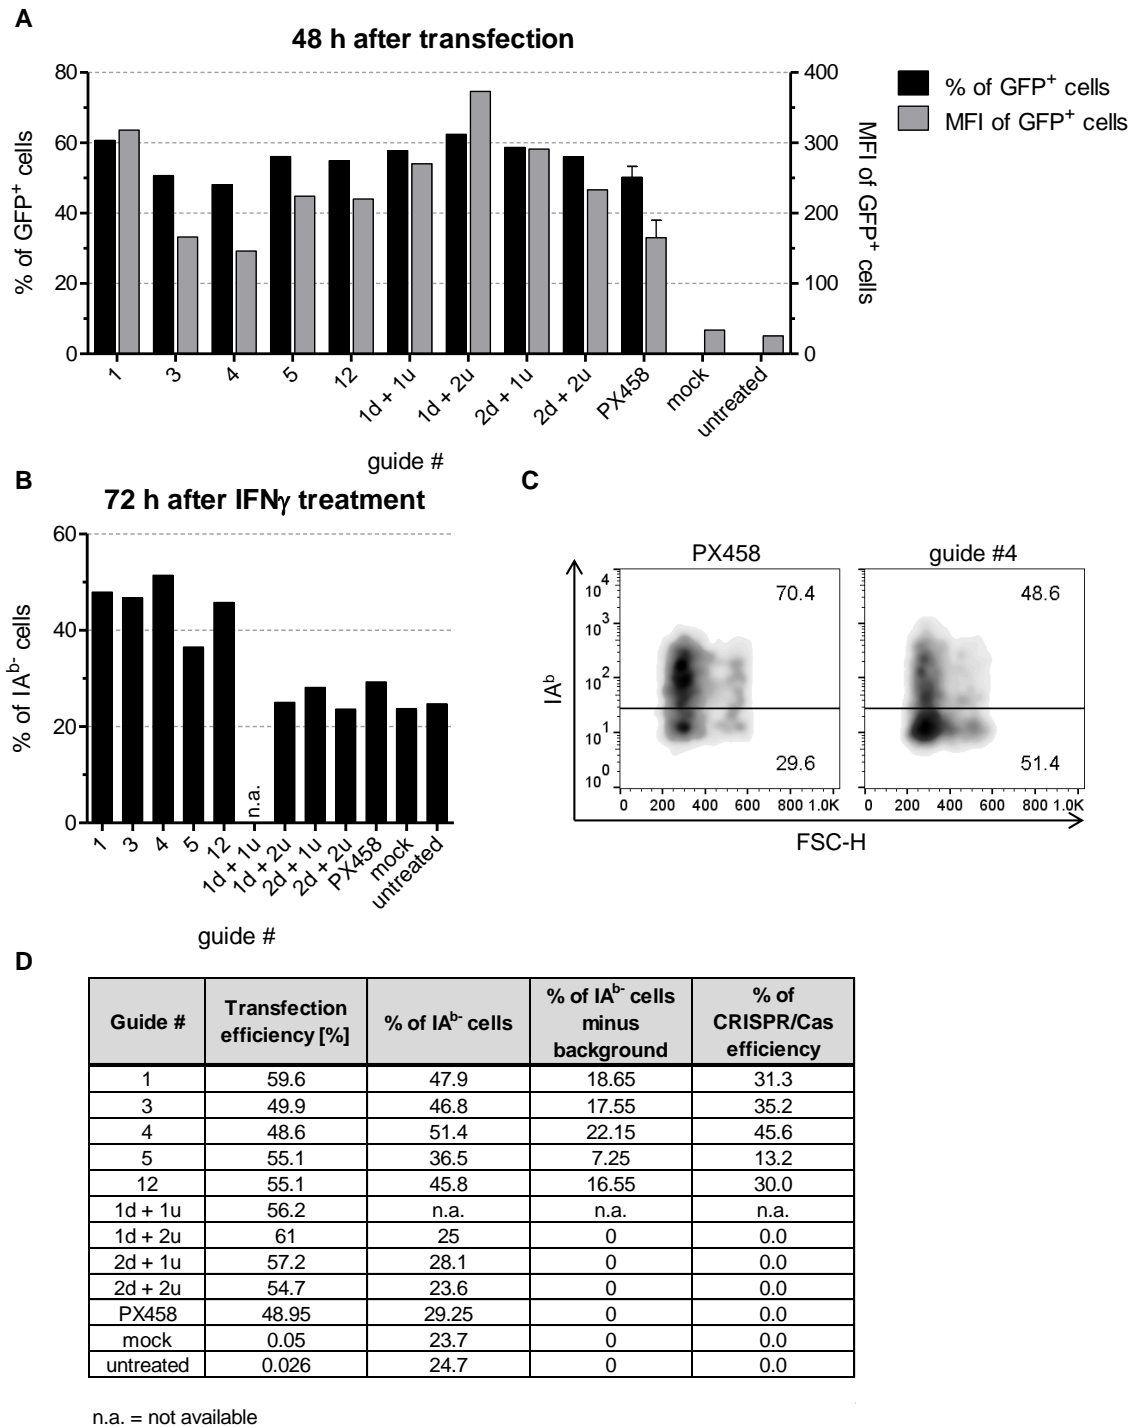 A
48 h after transfection
% of GFP+ cells
80
60
40
20
0
400
300
200
100
0
MFI of GFP+ cells
% of GFP+ cells
MFI of GFP+ cells
1 3 4 5 12 1d + 1u 1d + 2u 2d + 1u 2d + 2u PX458 mock untreated
guide #
B
72 h after IFNγ treatment
% of IAb- cells
60
40
20
0
n.a.
1 3 4 5 12 1d + 1u 1d + 2u 2d + 1u 2d + 2u PX458 mock untreated
guide #
C
PX458 guide #4
IAb
10^4
10^3
10^2
10^1
10^0
70.4
29.6
48.6
51.4
0 200 400 600 800 1.0K 0 200 400 600 800 1.0K
FSC-H
D
Guide # Transfection efficiency [%] % of IAb- cells % of IAb- cells minus background % of CRISPR/Cas efficiency
1 59.6 47.9 18.65 31.3
3 49.9 46.8 17.55 35.2
4 48.6 51.4 22.15 45.6
5 55.1 36.5 7.25 13.2
12 55.1 45.8 16.55 30.0
1d + 1u 56.2 n.a. n.a. n.a.
1d + 2u 61 25 0 0.0
2d + 1u 57.2 28.1 0 0.0
2d + 2u 54.7 23.6 0 0.0
PX458 48.95 29.25 0 0.0
mock 0.05 23.7 0 0.0
untreated 0.026 24.7 0 0.0
n.a. = not available